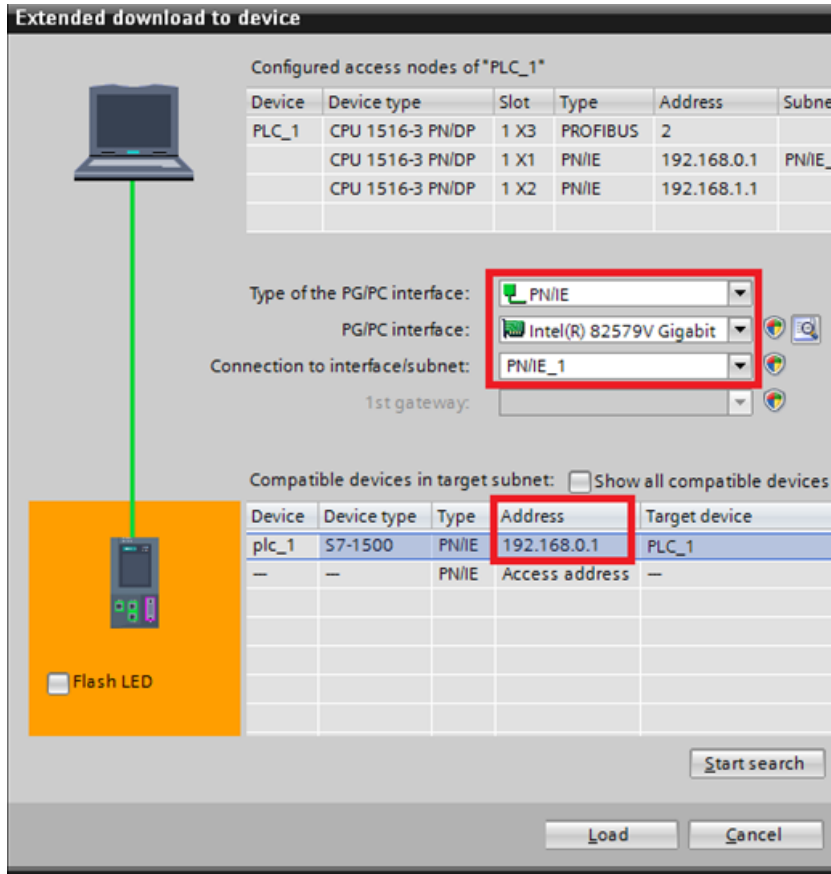 Extended download to device
Configured access nodes of "PLC_1"
Device Device type Slot Type Address Subne
PLC_1 CPU 1516-3 PN/DP 1 X3 PROFIBUS 2
CPU 1516-3 PN/DP 1 X1 PN/IE 192.168.0.1 PN/IE_
CPU 1516-3 PN/DP 1 X2 PN/IE 192.168.1.1
Type of the PG/PC interface: PN/IE
PG/PC interface: Intel(R) 82579V Gigabit
Connection to interface/subnet: PN/IE_1
1st gateway:
Compatible devices in target subnet: Show all compatible devices
Device Device type Type Address Target device
plc_1 S7-1500 PN/IE 192.168.0.1 PLC_1
— — PN/IE Access address —
Flash LED
Start search
Load Cancel